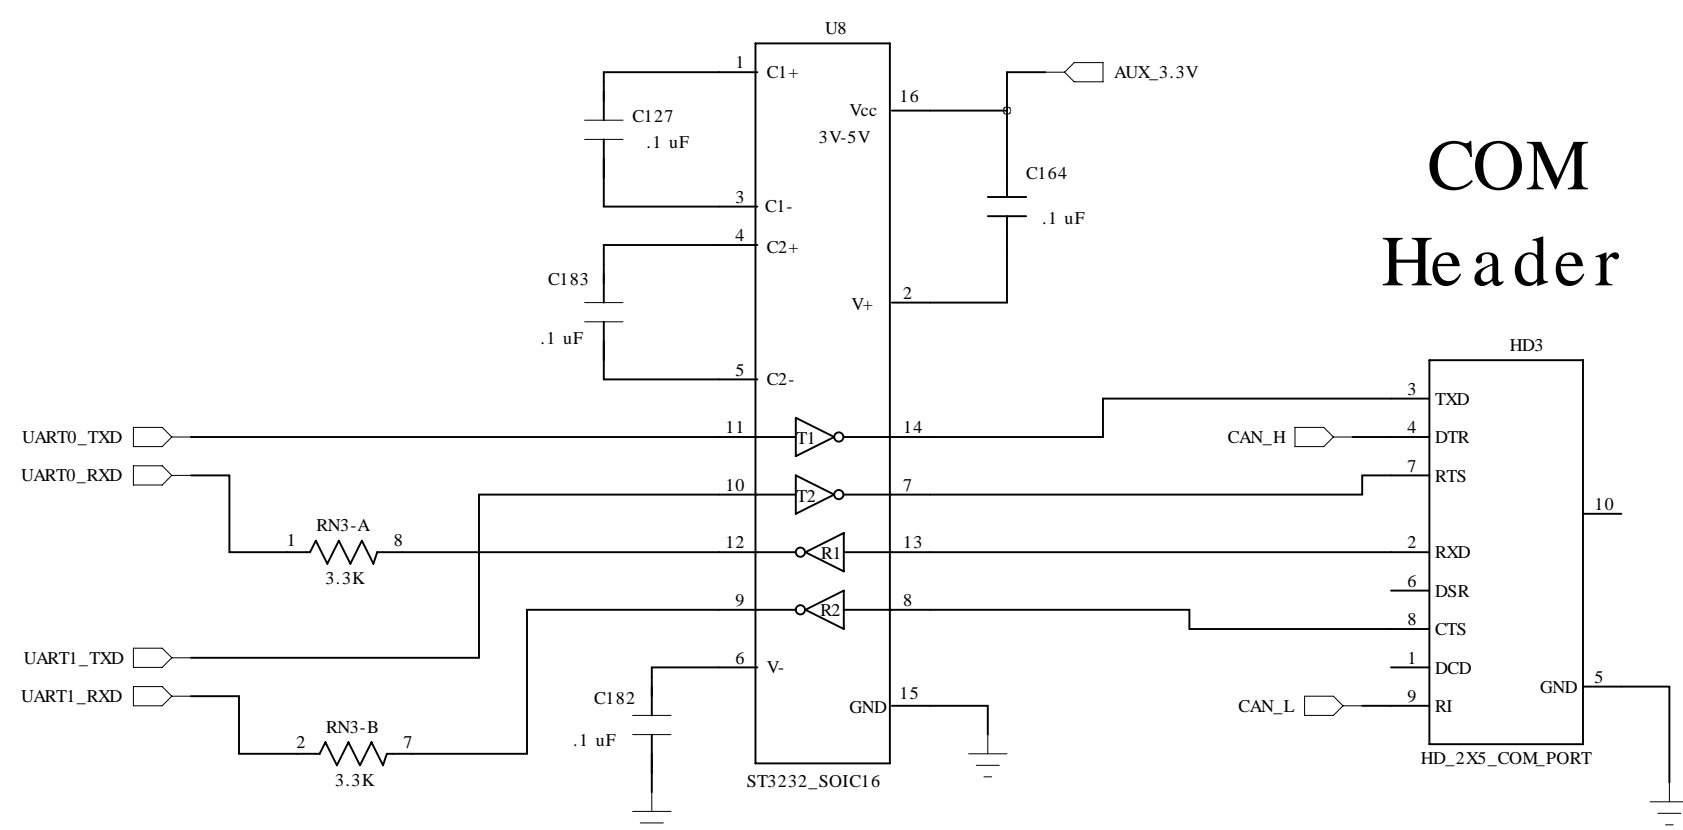 U8
1 C1+
AUX_3.3V
16
Vcc
C127
3V-5V
.1 uF
COM
C164
3 C1-
.1 uF
4 C2+
Header
C183
2
V+
.1 uF
HD3
5 C2-
3 TXD
UART0_TXD
11 T1 14
CAN_H
4 DTR
UART0_RXD
7 RTS
10 T2 7
10
RN3-A
1 8
12 R1 13
2 RXD
3.3K
6 DSR
9 R2 8
8 CTS
UART1_TXD
6 V-
1 DCD
GND 5
UART1_RXD
C182
15
GND
CAN_L
9 RI
RN3-B
2 7
.1 uF
HD_2X5_COM_PORT
3.3K
ST3232_SOIC16